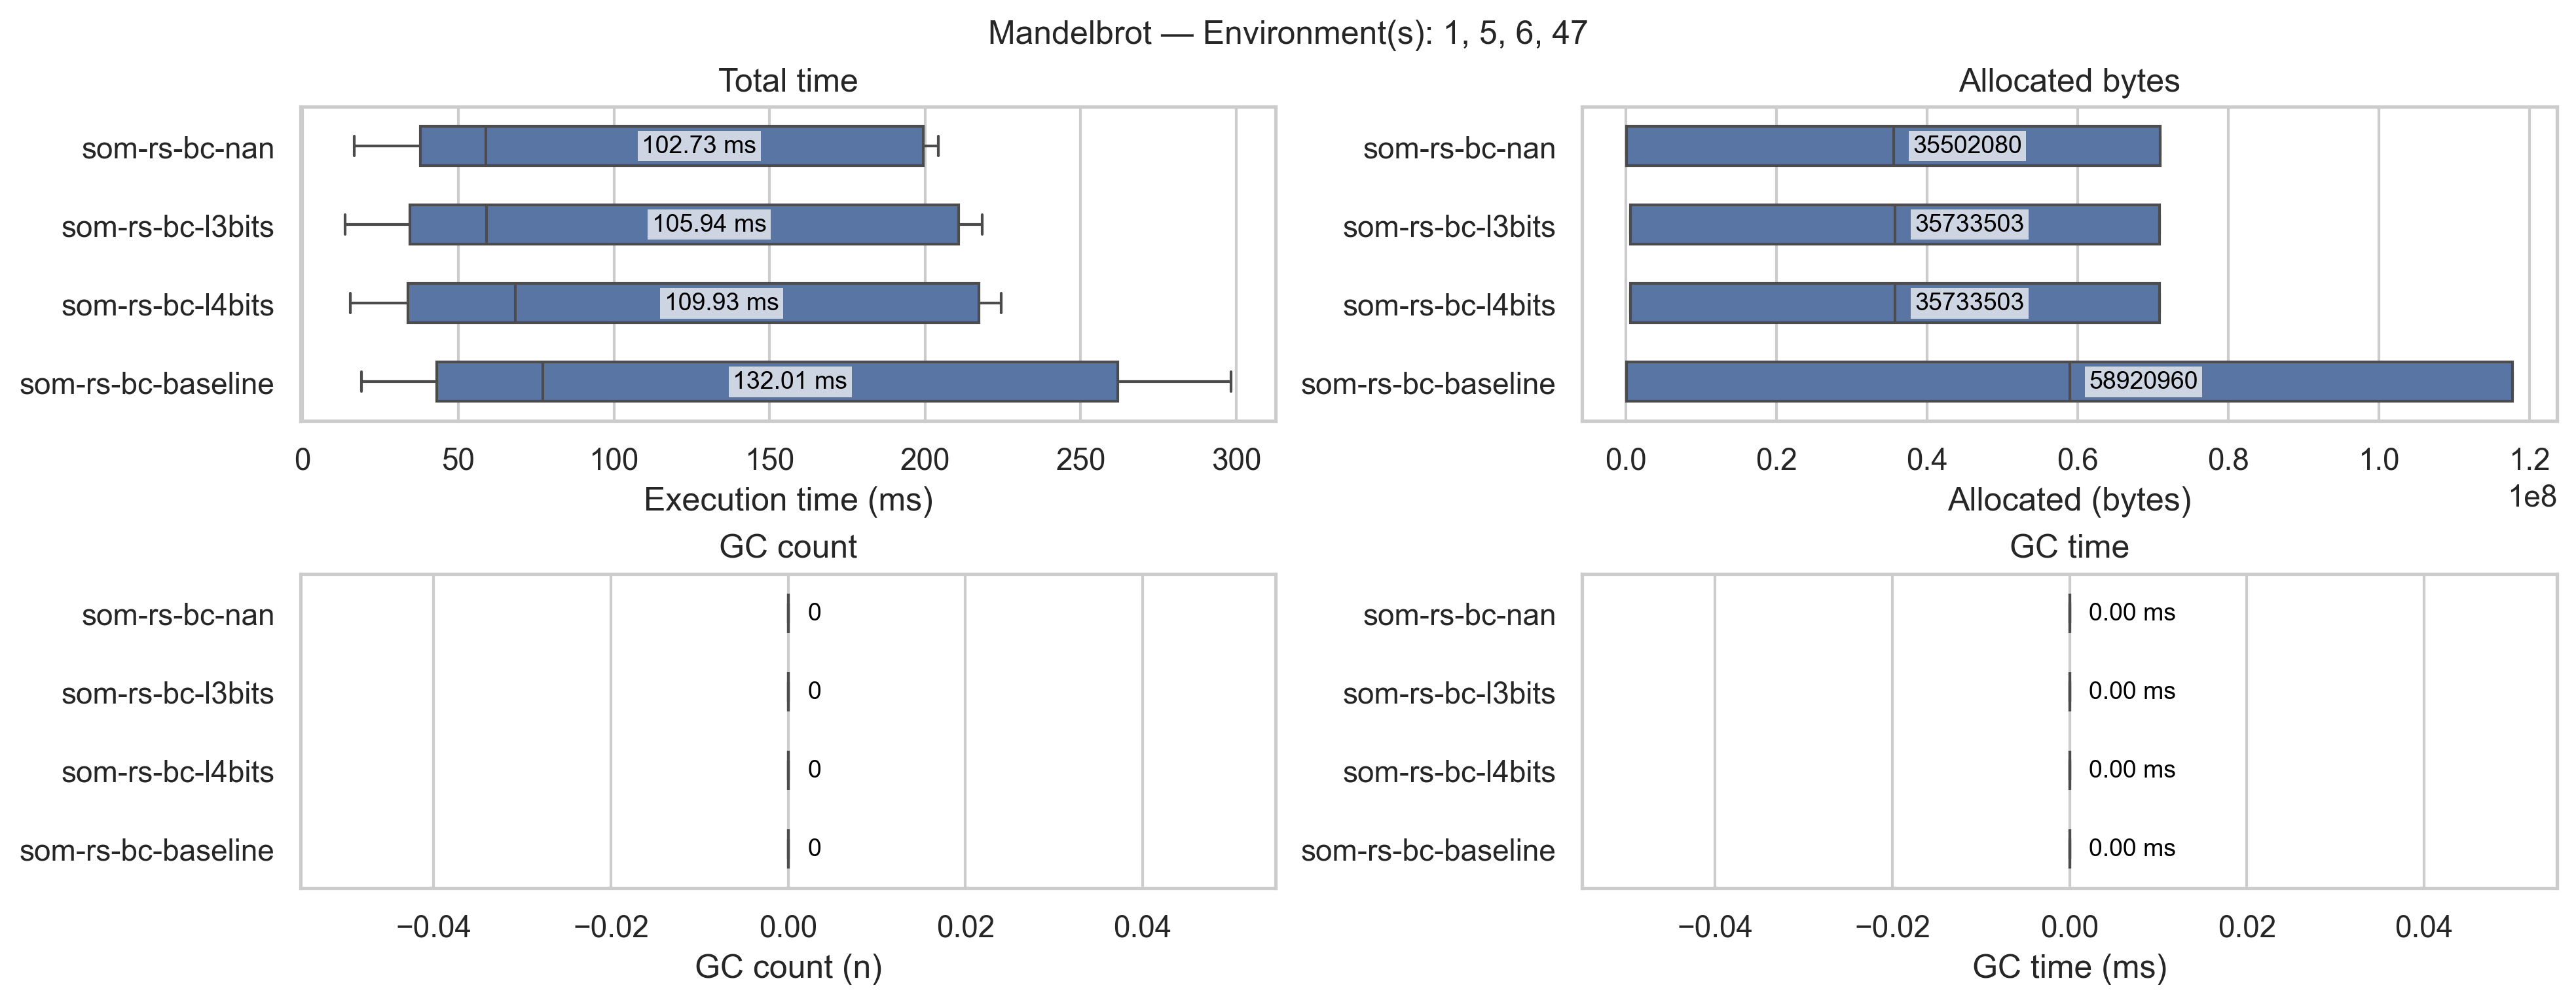 Mandelbrot — Environment(s): 1, 5, 6, 47
Total time
som-rs-bc-nan
102.73 ms
som-rs-bc-l3bits
105.94 ms
som-rs-bc-l4bits
109.93 ms
som-rs-bc-baseline
132.01 ms
0 50 100 150 200 250 300
Execution time (ms)
Allocated bytes
som-rs-bc-nan
35502080
som-rs-bc-l3bits
35733503
som-rs-bc-l4bits
35733503
som-rs-bc-baseline
58920960
0.0 0.2 0.4 0.6 0.8 1.0 1.2
1e8
Allocated (bytes)
GC count
som-rs-bc-nan
0
som-rs-bc-l3bits
0
som-rs-bc-l4bits
0
som-rs-bc-baseline
0
−0.04 −0.02 0.00 0.02 0.04
GC count (n)
GC time
som-rs-bc-nan
0.00 ms
som-rs-bc-l3bits
0.00 ms
som-rs-bc-l4bits
0.00 ms
som-rs-bc-baseline
0.00 ms
−0.04 −0.02 0.00 0.02 0.04
GC time (ms)